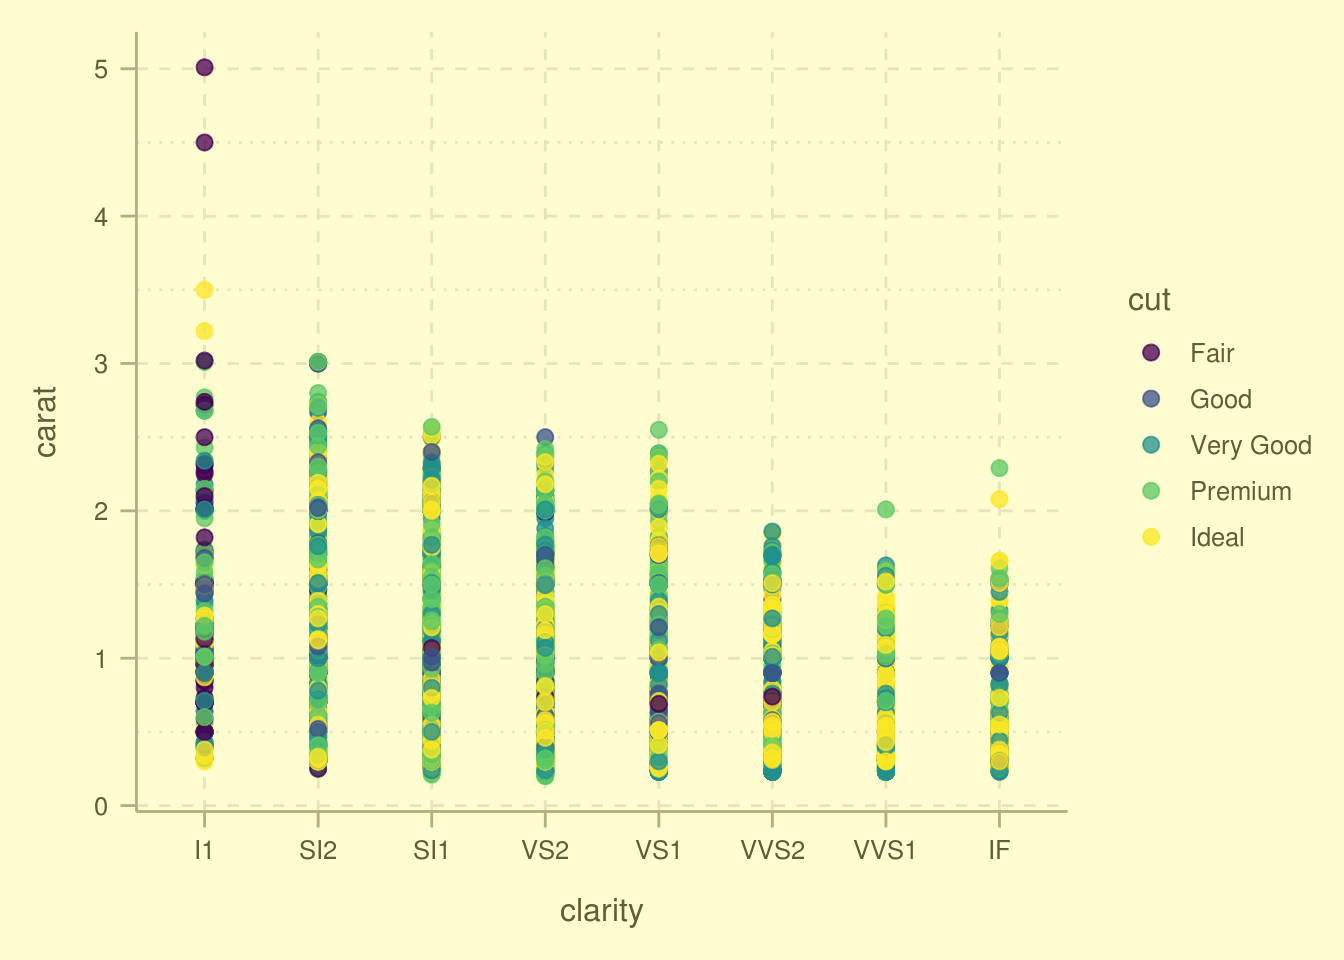 5
4
3
2
1
0
carat
I1 SI2 SI1 VS2 VS1 VVS2 VVS1 IF
clarity
cut
Fair
Good
Very Good
Premium
Ideal